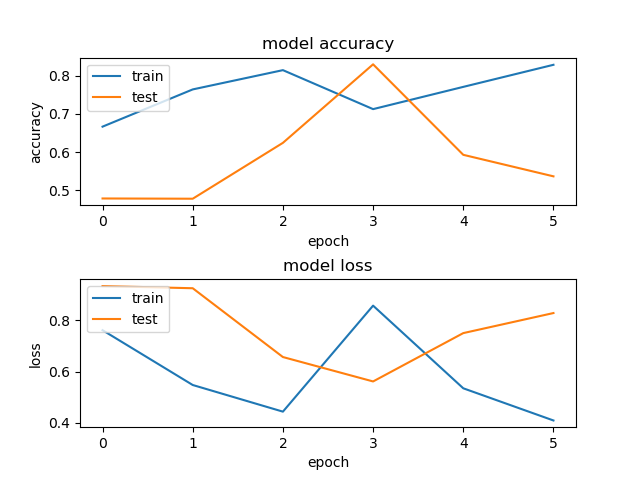 model accuracy
train
test
0.8
0.7
0.6
0.5
accuracy
0 1 2 3 4 5
epoch
model loss
train
test
0.8
0.6
0.4
loss
0 1 2 3 4 5
epoch